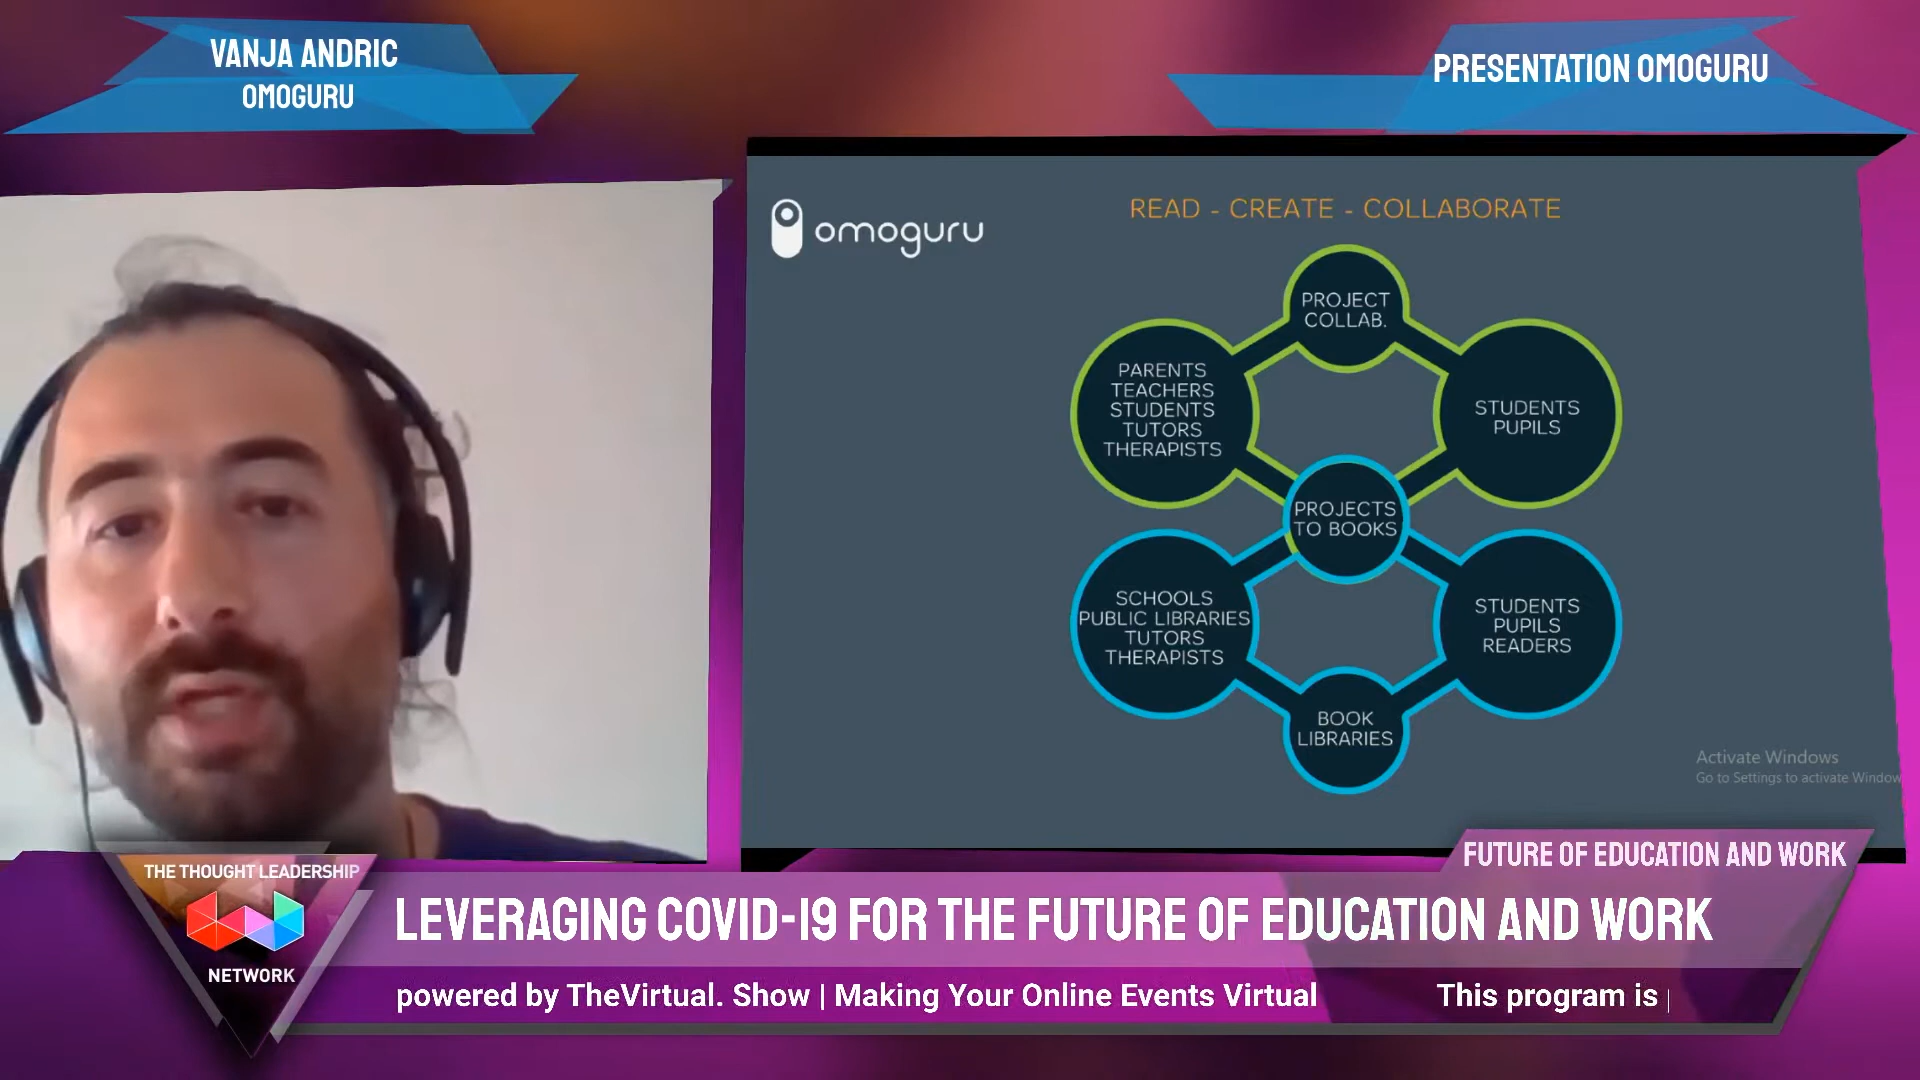 VANJA ANDRIC
OMOGURU
PRESENTATION OMOGURU
omoguru
READ - CREATE - COLLABORATE
PROJECT
COLLAB.
PARENTS
TEACHERS
STUDENTS
TUTORS
THERAPISTS
STUDENTS
PUPILS
PROJECTS
TO BOOKS
SCHOOLS
PUBLIC LIBRARIES
TUTORS
THERAPISTS
STUDENTS
PUPILS
READERS
BOOK
LIBRARIES
Activate Windows
Go to Settings to activate Window
FUTURE OF EDUCATION AND WORK
THE THOUGHT LEADERSHIP
NETWORK
LEVERAGING COVID-19 FOR THE FUTURE OF EDUCATION AND WORK
powered by TheVirtual. Show | Making Your Online Events Virtual
This program is